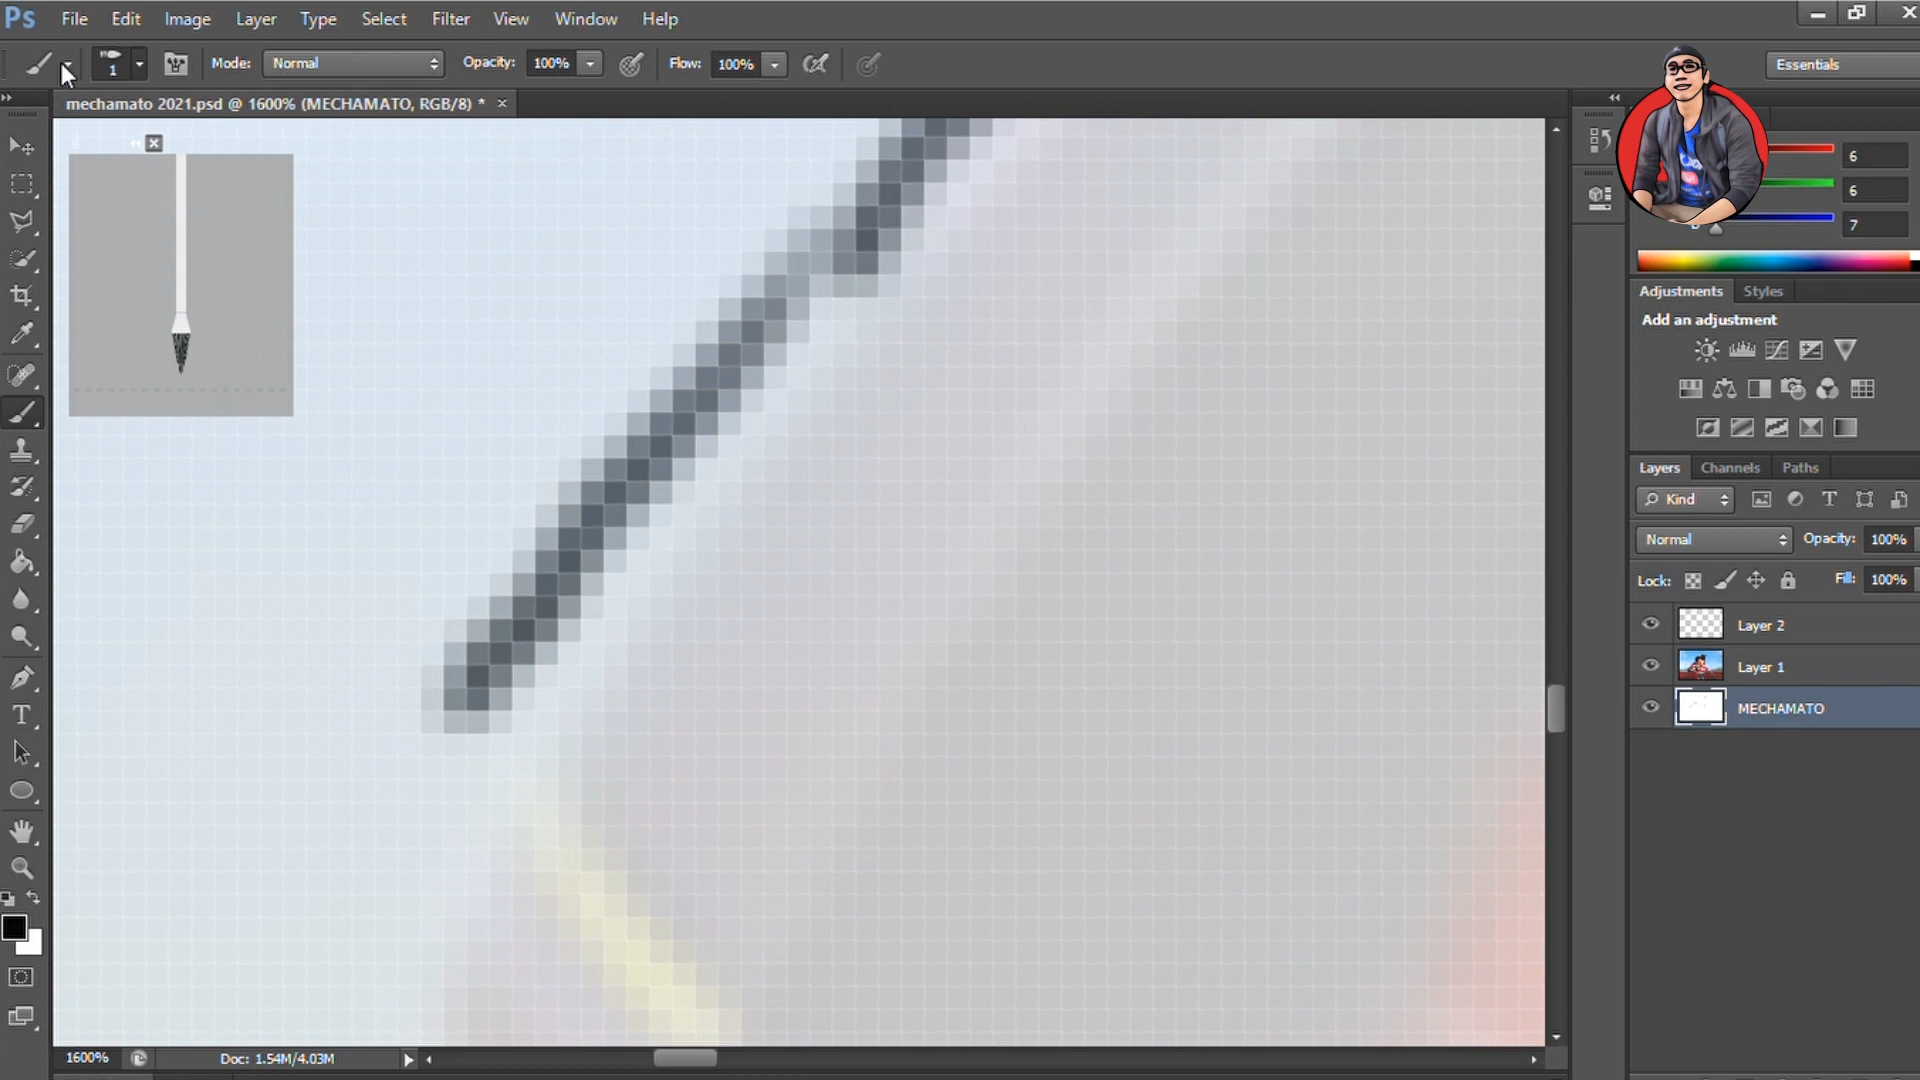 Ps File Edit Image Layer Type Select Filter View Window Help
1 Mode: Normal Opacity: 100% Flow: 100% Essentials
mechamato 2021.psd @ 1600% (MECHAMATO, RGB/8) * ×
6
6
B 7
Adjustments Styles
Add an adjustment
Layers Channels Paths
Kind
Normal Opacity: 100%
Lock: Fill: 100%
Layer 2
Layer 1
MECHAMATO
1600% Doc: 1.54M/4.03M